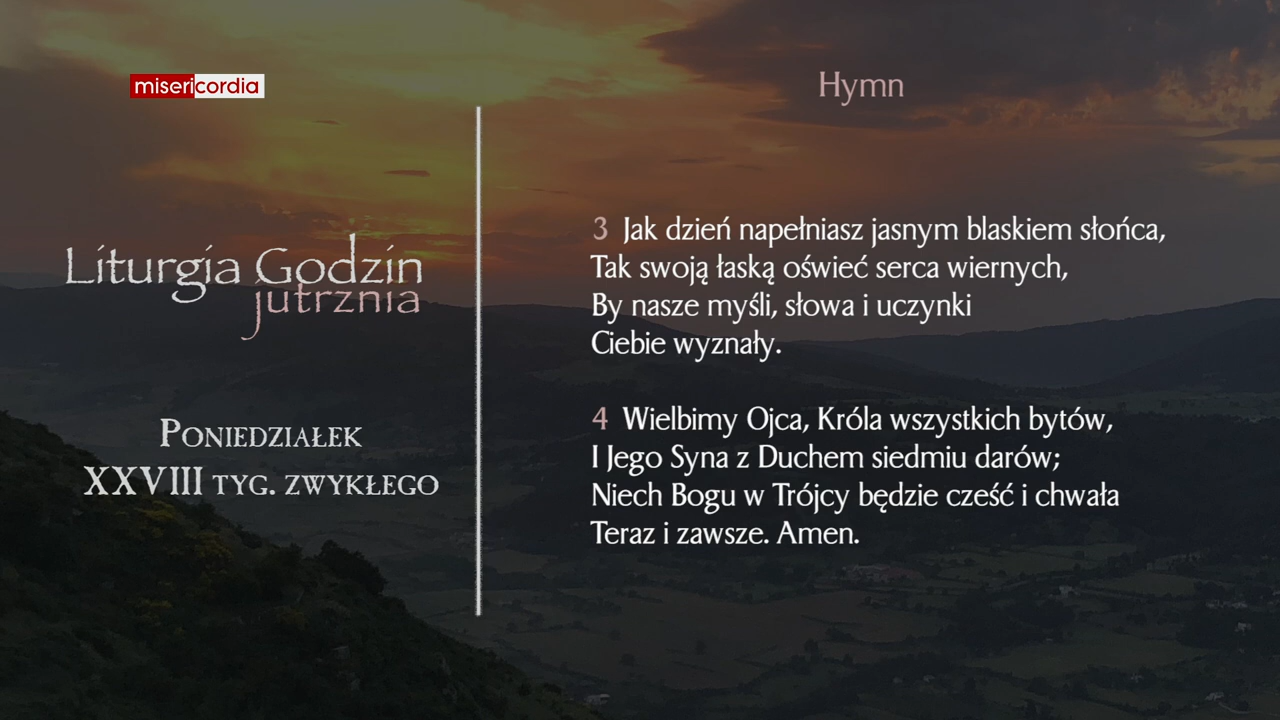 misericordia
Liturgia Godzin
jutrznia
Poniedziałek
XXVIII tyg. zwykłego
Hymn
3 Jak dzień napełniasz jasnym blaskiem słońca,
Tak swoją łaską oświeć serca wiernych,
By nasze myśli, słowa i uczynki
Ciebie wyznały.
4 Wielbimy Ojca, Króla wszystkich bytów,
I Jego Syna z Duchem siedmiu darów;
Niech Bogu w Trójcy będzie cześć i chwała
Teraz i zawsze. Amen.